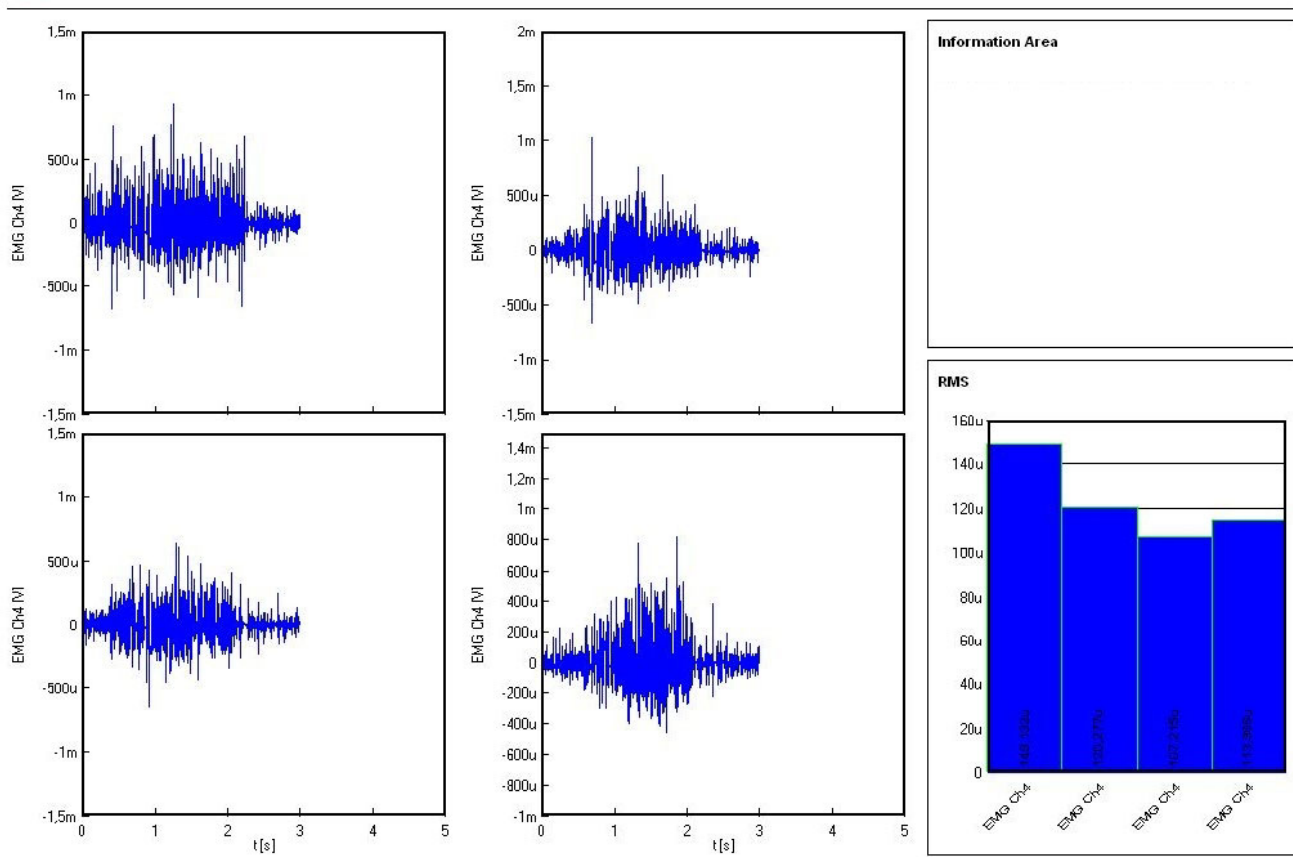 1,5m
1m
500u
0
-500u
-1m
-1,5m
EMG Ch4 [V]
2m
1,5m
1m
500u
0
-500u
-1m
-1,5m
EMG Ch4 [V]
Information Area
1,5m
1m
500u
0
-500u
-1m
-1,5m
EMG Ch4 [V]
0 1 2 3 4 5
t[s]
1,4m
1,2m
1m
800u
600u
400u
200u
0
-200u
-400u
-600u
-800u
-1m
EMG Ch4 [V]
0 1 2 3 4 5
t[s]
RMS
160u
140u
120u
100u
80u
60u
40u
20u
0
EMG Ch4
EMG Ch4
EMG Ch4
EMG Ch4